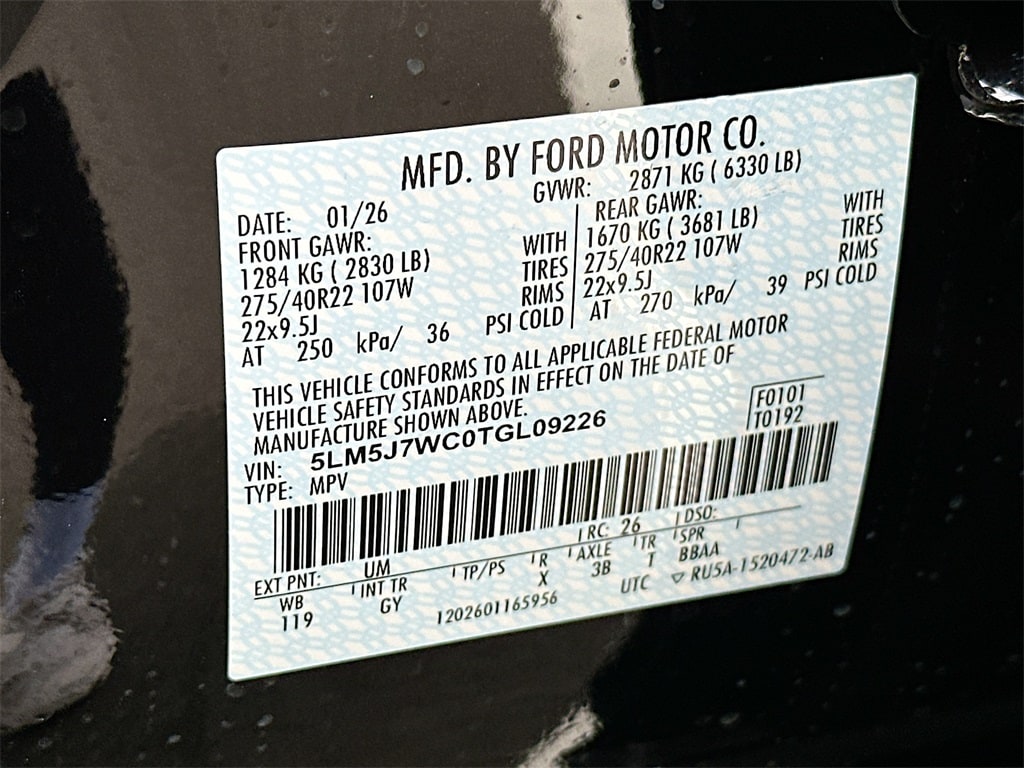 MFD. BY FORD MOTOR CO.
DATE: 01/26 GVWR: 2871 KG ( 6330 LB)
FRONT GAWR: REAR GAWR:
1284 KG ( 2830 LB) WITH 1670 KG ( 3681 LB) WITH
275/40R22 107W TIRES 275/40R22 107W TIRES
22x9.5J RIMS 22x9.5J RIMS
AT 250 kPa/ 36 PSI COLD AT 270 kPa/ 39 PSI COLD
THIS VEHICLE CONFORMS TO ALL APPLICABLE FEDERAL MOTOR
VEHICLE SAFETY STANDARDS IN EFFECT ON THE DATE OF
MANUFACTURE SHOWN ABOVE.
VIN: 5LM5J7WC0TGL09226 F0101
TYPE: MPV T0192
EXT PNT: UM RC: 26 DSO:
WB INT TR TP/PS R AXLE TR SPR
119 GY X 3B T BBAA
1202601165956 UTC ▽ RU5A-1520472-AB